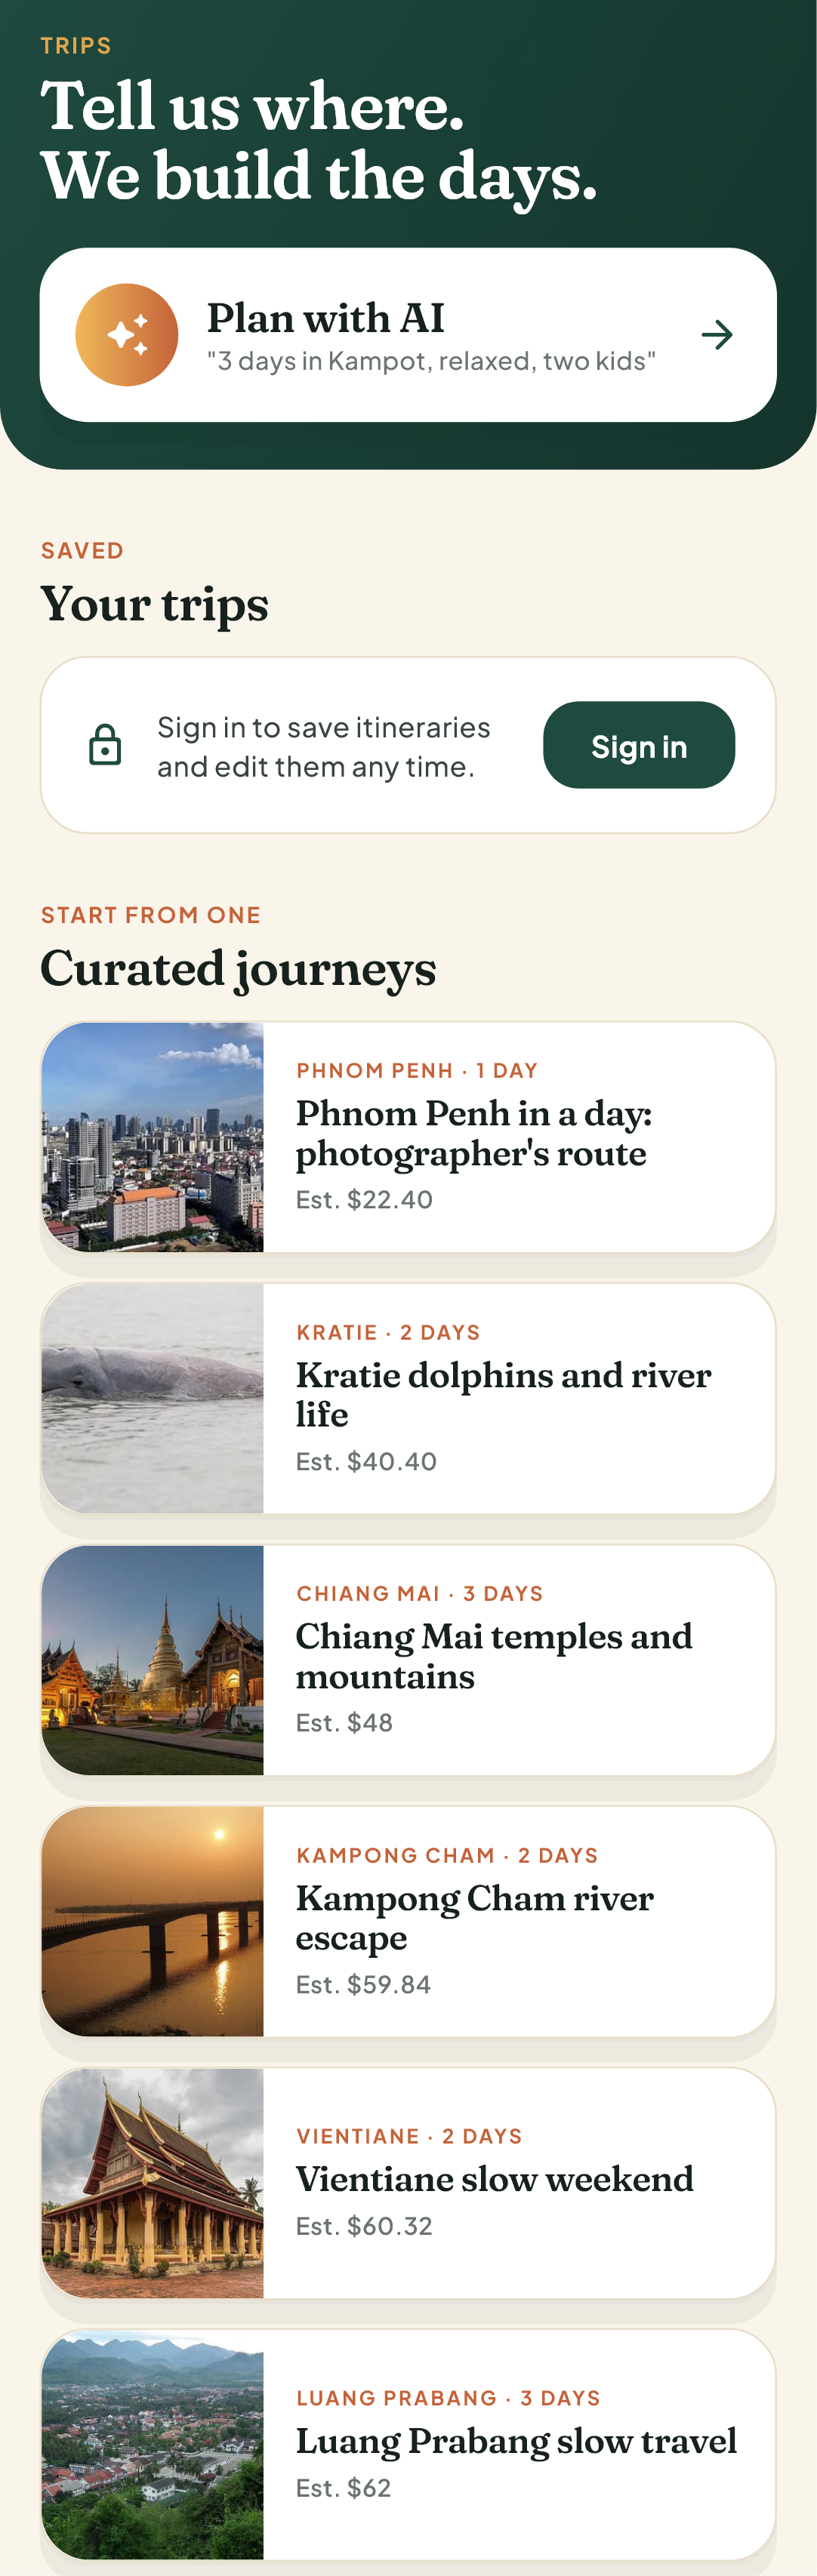 TRIPS
Tell us where.
We build the days.
Plan with AI
"3 days in Kampot, relaxed, two kids"
SAVED
Your trips
Sign in to save itineraries
and edit them any time.
Sign in
START FROM ONE
Curated journeys
PHNOM PENH · 1 DAY
Phnom Penh in a day:
photographer's route
Est. $22.40
KRATIE · 2 DAYS
Kratie dolphins and river
life
Est. $40.40
CHIANG MAI · 3 DAYS
Chiang Mai temples and
mountains
Est. $48
KAMPONG CHAM · 2 DAYS
Kampong Cham river
escape
Est. $59.84
VIENTIANE · 2 DAYS
Vientiane slow weekend
Est. $60.32
LUANG PRABANG · 3 DAYS
Luang Prabang slow travel
Est. $62